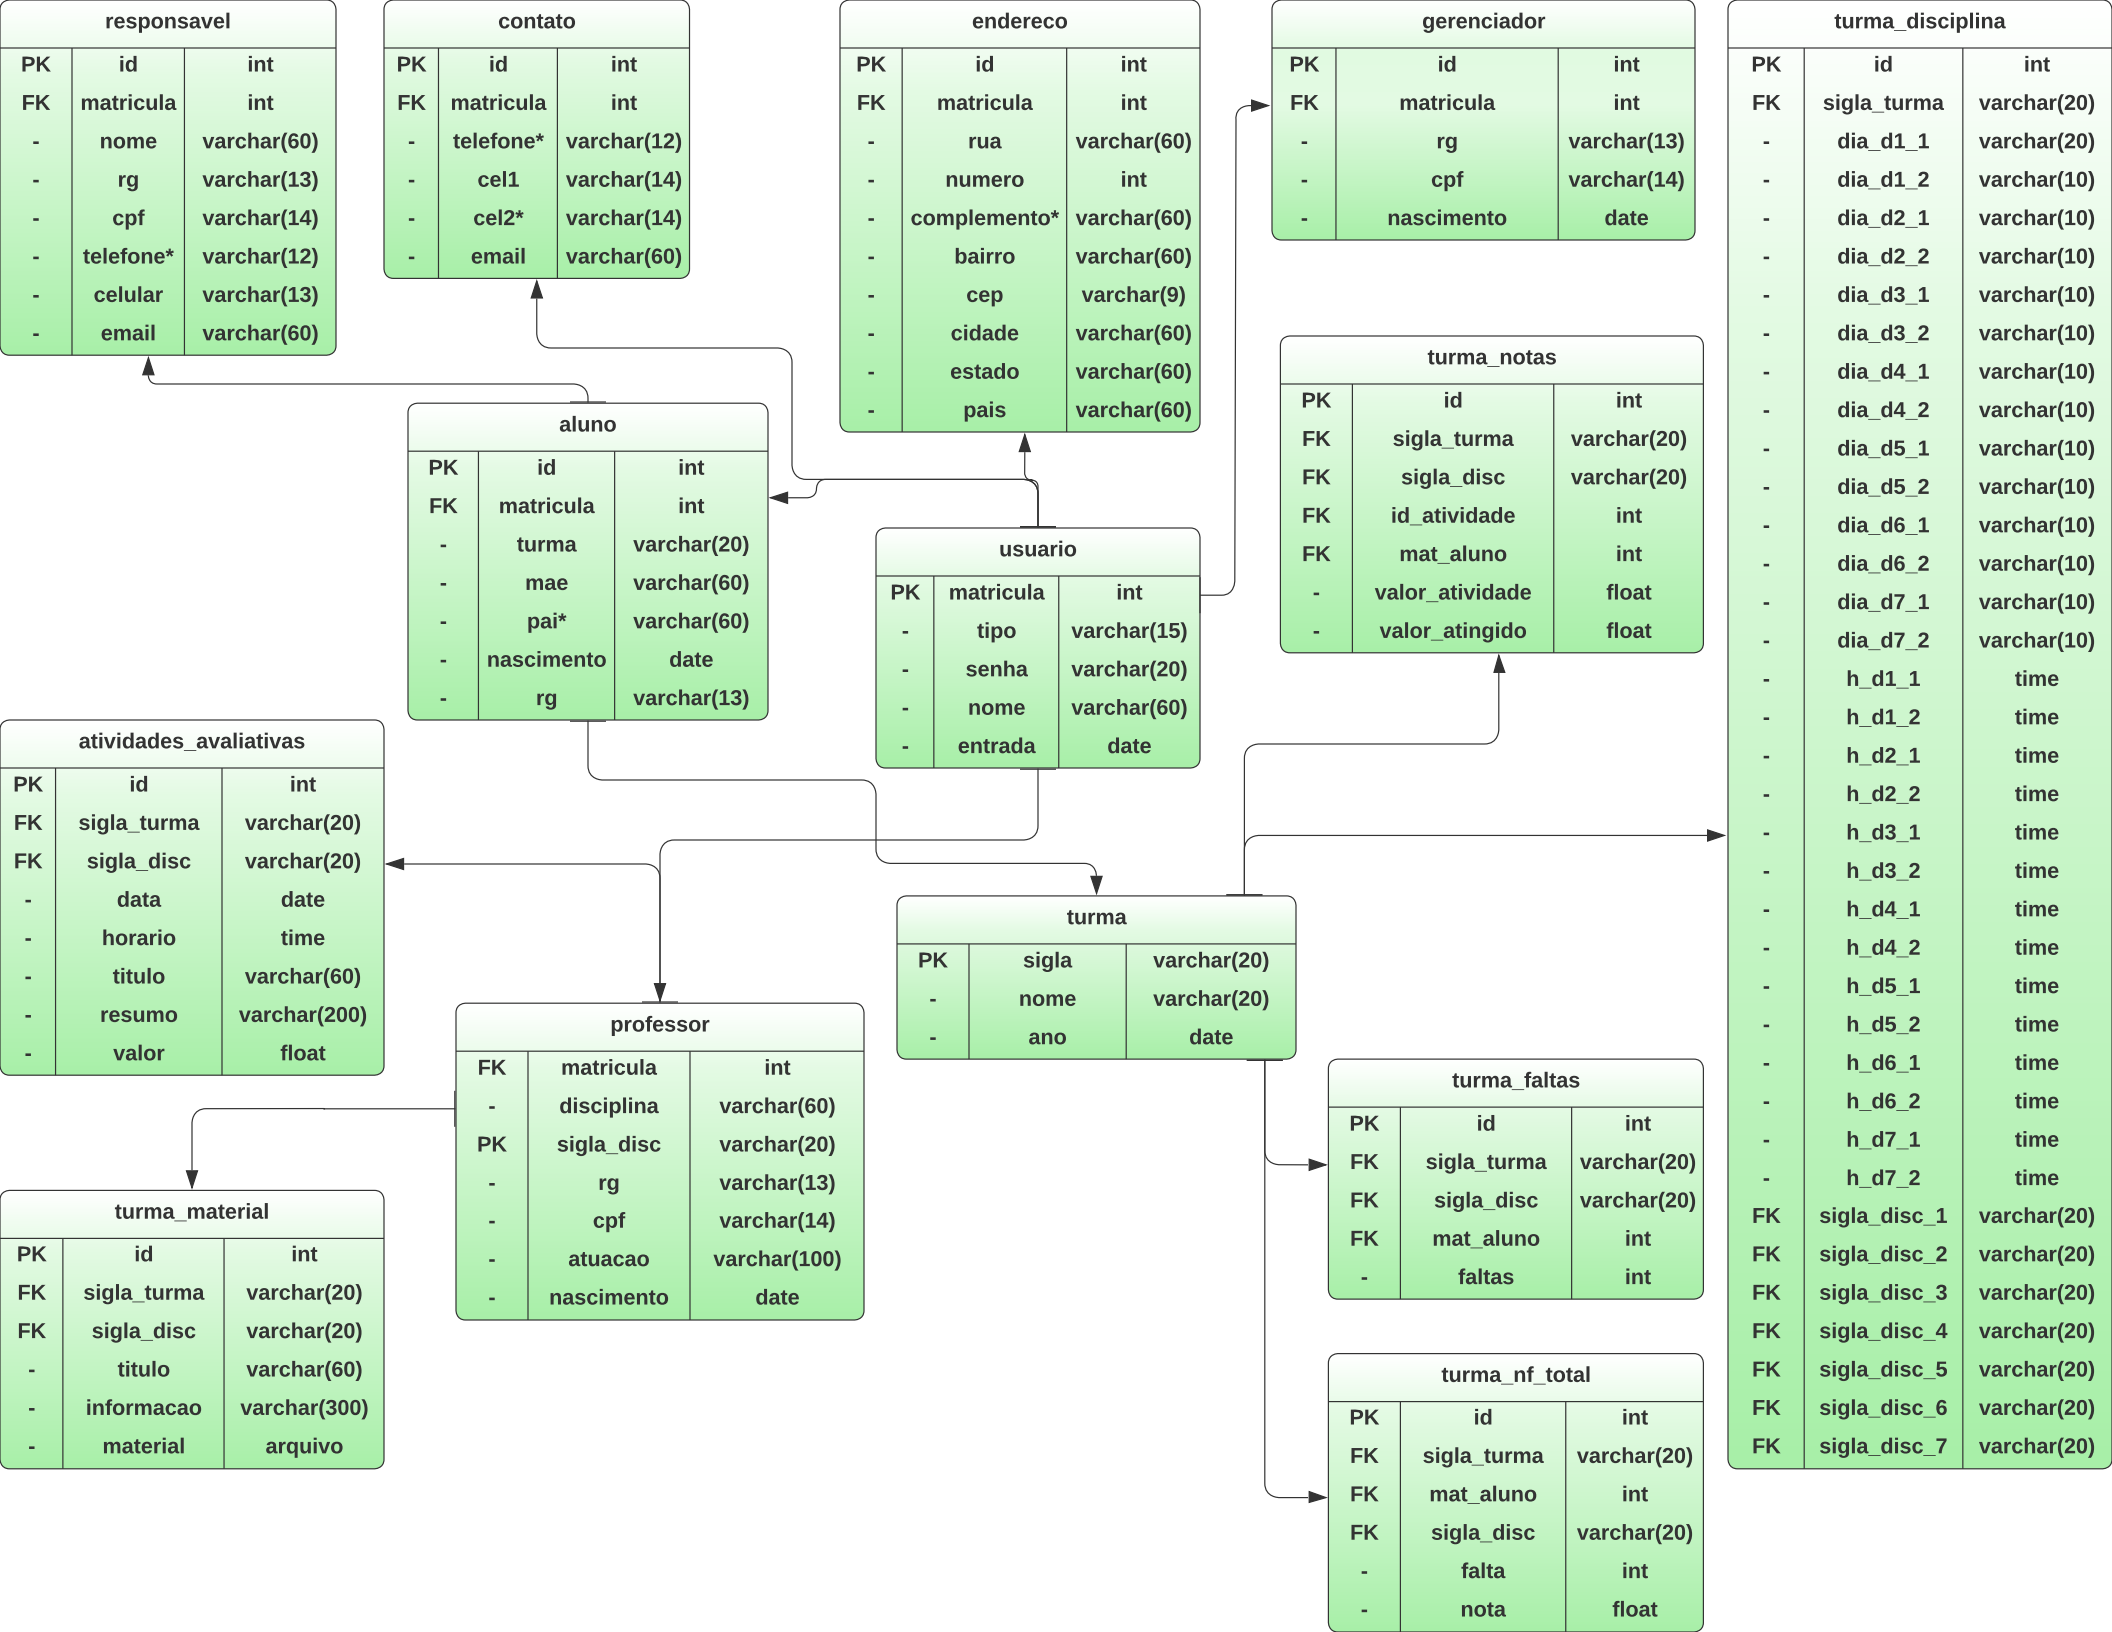 responsavel
PK id int
FK matricula int
- nome varchar(60)
- rg varchar(13)
- cpf varchar(14)
- telefone* varchar(12)
- celular varchar(13)
- email varchar(60)
contato
PK id int
FK matricula int
- telefone* varchar(12)
- cel1 varchar(14)
- cel2* varchar(14)
- email varchar(60)
endereco
PK id int
FK matricula int
- rua varchar(60)
- numero int
- complemento* varchar(60)
- bairro varchar(60)
- cep varchar(9)
- cidade varchar(60)
- estado varchar(60)
- pais varchar(60)
gerenciador
PK id int
FK matricula int
- rg varchar(13)
- cpf varchar(14)
- nascimento date
turma_disciplina
PK id int
FK sigla_turma varchar(20)
- dia_d1_1 varchar(20)
- dia_d1_2 varchar(10)
- dia_d2_1 varchar(10)
- dia_d2_2 varchar(10)
- dia_d3_1 varchar(10)
- dia_d3_2 varchar(10)
- dia_d4_1 varchar(10)
- dia_d4_2 varchar(10)
- dia_d5_1 varchar(10)
- dia_d5_2 varchar(10)
- dia_d6_1 varchar(10)
- dia_d6_2 varchar(10)
- dia_d7_1 varchar(10)
- dia_d7_2 varchar(10)
- h_d1_1 time
- h_d1_2 time
- h_d2_1 time
- h_d2_2 time
- h_d3_1 time
- h_d3_2 time
- h_d4_1 time
- h_d4_2 time
- h_d5_1 time
- h_d5_2 time
- h_d6_1 time
- h_d6_2 time
- h_d7_1 time
- h_d7_2 time
FK sigla_disc_1 varchar(20)
FK sigla_disc_2 varchar(20)
FK sigla_disc_3 varchar(20)
FK sigla_disc_4 varchar(20)
FK sigla_disc_5 varchar(20)
FK sigla_disc_6 varchar(20)
FK sigla_disc_7 varchar(20)
turma_notas
PK id int
FK sigla_turma varchar(20)
FK sigla_disc varchar(20)
FK id_atividade int
FK mat_aluno int
- valor_atividade float
- valor_atingido float
aluno
PK id int
FK matricula int
- turma varchar(20)
- mae varchar(60)
- pai* varchar(60)
- nascimento date
- rg varchar(13)
usuario
PK matricula int
- tipo varchar(15)
- senha varchar(20)
- nome varchar(60)
- entrada date
atividades_avaliativas
PK id int
FK sigla_turma varchar(20)
FK sigla_disc varchar(20)
- data date
- horario time
- titulo varchar(60)
- resumo varchar(200)
- valor float
turma
PK sigla varchar(20)
- nome varchar(20)
- ano date
professor
FK matricula int
- disciplina varchar(60)
PK sigla_disc varchar(20)
- rg varchar(13)
- cpf varchar(14)
- atuacao varchar(100)
- nascimento date
turma_faltas
PK id int
FK sigla_turma varchar(20)
FK sigla_disc varchar(20)
FK mat_aluno int
- faltas int
turma_material
PK id int
FK sigla_turma varchar(20)
FK sigla_disc varchar(20)
- titulo varchar(60)
- informacao varchar(300)
- material arquivo
turma_nf_total
PK id int
FK sigla_turma varchar(20)
FK mat_aluno int
FK sigla_disc varchar(20)
- falta int
- nota float